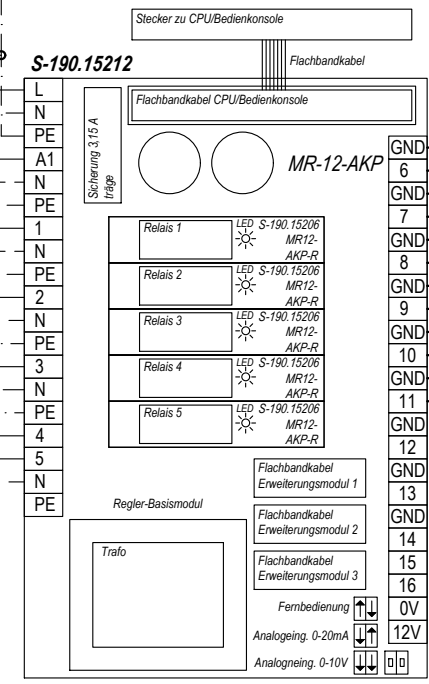 Stecker zu CPU/Bedienkonsole
Flachbandkabel
S-190.15212
Flachbandkabel CPU/Bedienkonsole
Sicherung 3,15 A
träge
MR-12-AKP
L
N
PE
A1
N
PE
1
N
PE
2
N
PE
3
N
PE
4
5
N
PE
Relais 1
LED
S-190.15206
MR12-
AKP-R
Relais 2
LED
S-190.15206
MR12-
AKP-R
Relais 3
LED
S-190.15206
MR12-
AKP-R
Relais 4
LED
S-190.15206
MR12-
AKP-R
Relais 5
LED
S-190.15206
MR12-
AKP-R
GND
6
GND
7
GND
8
GND
9
GND
10
GND
11
GND
12
GND
13
GND
14
15
16
0V
12V
Flachbandkabel
Erweiterungsmodul 1
Flachbandkabel
Erweiterungsmodul 2
Flachbandkabel
Erweiterungsmodul 3
Regler-Basismodul
Trafo
Fernbedienung
Analogeing. 0-20mA
Analogneing. 0-10V